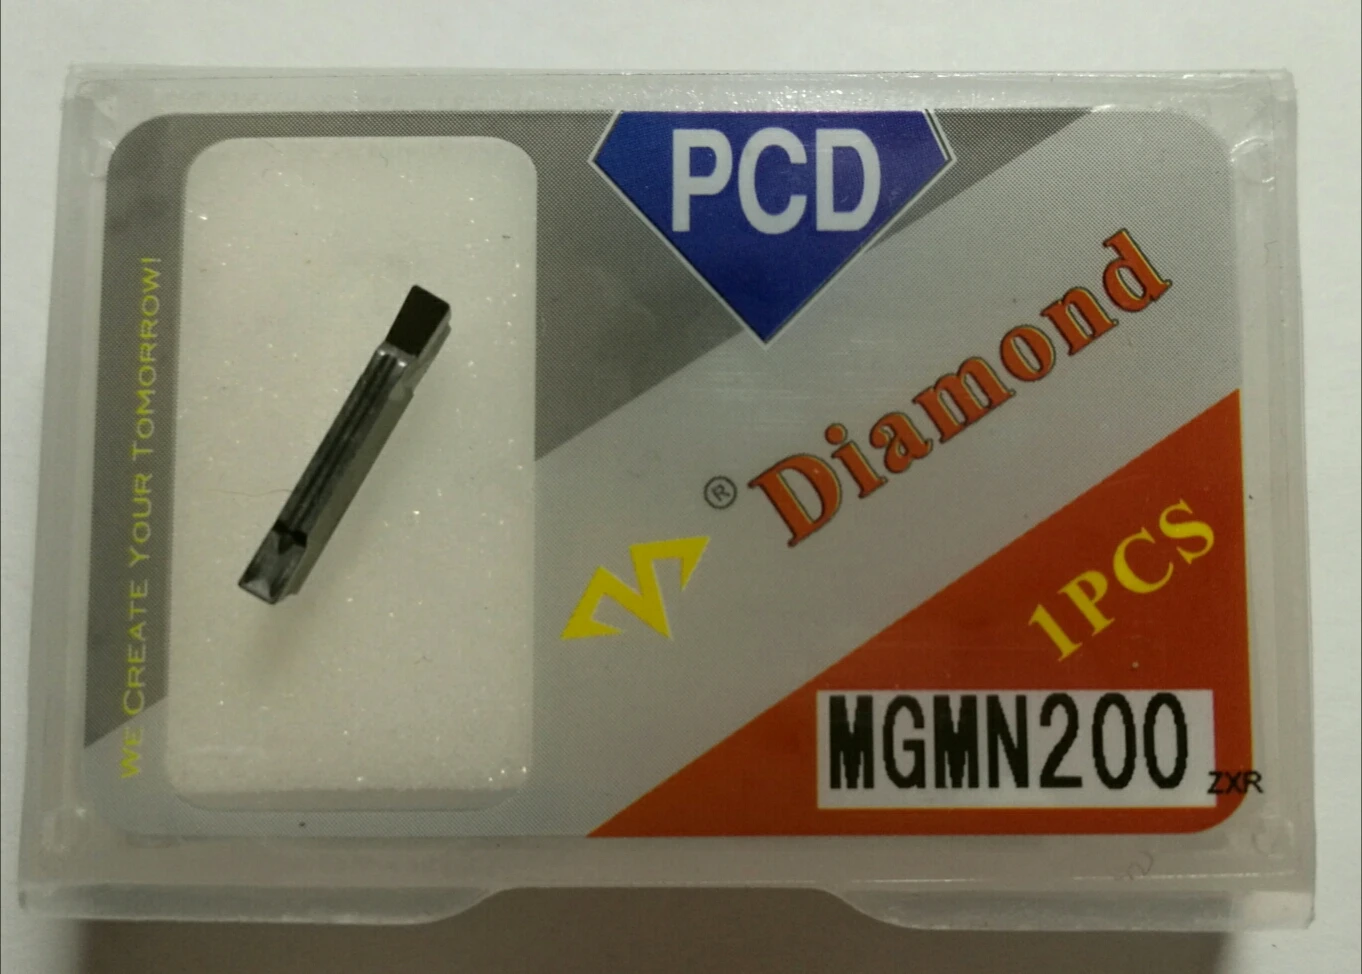 PCD
® Diamond
WE CREATE YOUR TOMORROW!
1PCS
MGMN200
ZXR